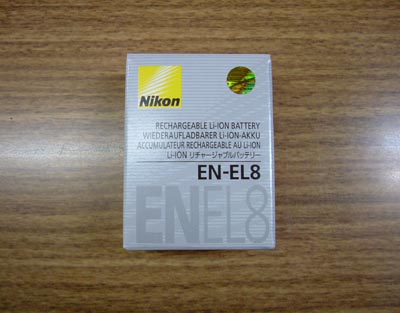 Nikon
RECHARGEABLE Li-ION BATTERY
WIEDERAUFLADBARER LI-ION-AKKU
ACCUMULATEUR RECHARGEABLE AU LI-ION
Li-ION リチャージャブルバッテリー
EN-EL8
ENEL8